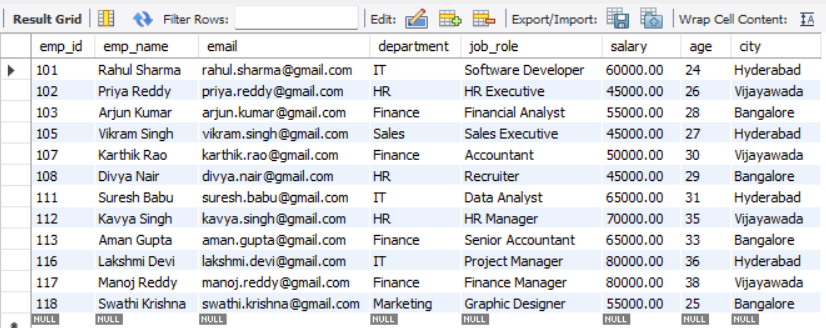 Result Grid Filter Rows: Edit: Export/Import: Wrap Cell Content: IA
emp_id emp_name email department job_role salary age city
101 Rahul Sharma rahul.sharma@gmail.com IT Software Developer 60000.00 24 Hyderabad
102 Priya Reddy priya.reddy@gmail.com HR HR Executive 45000.00 26 Vijayawada
103 Arjun Kumar arjun.kumar@gmail.com Finance Financial Analyst 55000.00 28 Bangalore
105 Vikram Singh vikram.singh@gmail.com Sales Sales Executive 45000.00 27 Hyderabad
107 Karthik Rao karthik.rao@gmail.com Finance Accountant 50000.00 30 Vijayawada
108 Divya Nair divya.nair@gmail.com HR Recruiter 45000.00 29 Bangalore
111 Suresh Babu suresh.babu@gmail.com IT Data Analyst 65000.00 31 Hyderabad
112 Kavya Singh kavya.singh@gmail.com HR HR Manager 70000.00 35 Vijayawada
113 Aman Gupta aman.gupta@gmail.com Finance Senior Accountant 65000.00 33 Bangalore
116 Lakshmi Devi lakshmi.devi@gmail.com IT Project Manager 80000.00 36 Hyderabad
117 Manoj Reddy manoj.reddy@gmail.com Finance Finance Manager 80000.00 38 Vijayawada
118 Swathi Krishna swathi.krishna@gmail.com Marketing Graphic Designer 55000.00 25 Bangalore
NULL NULL NULL NULL NULL NULL NULL NULL